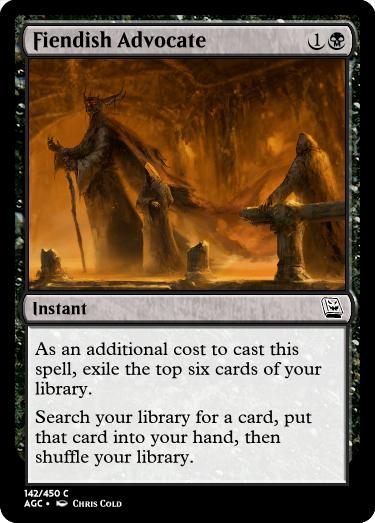 Fiendish Advocate 1
Instant
As an additional cost to cast this
spell, exile the top six cards of your
library.
Search your library for a card, put
that card into your hand, then
shuffle your library.
142/450 C
AGC • Chris Cold